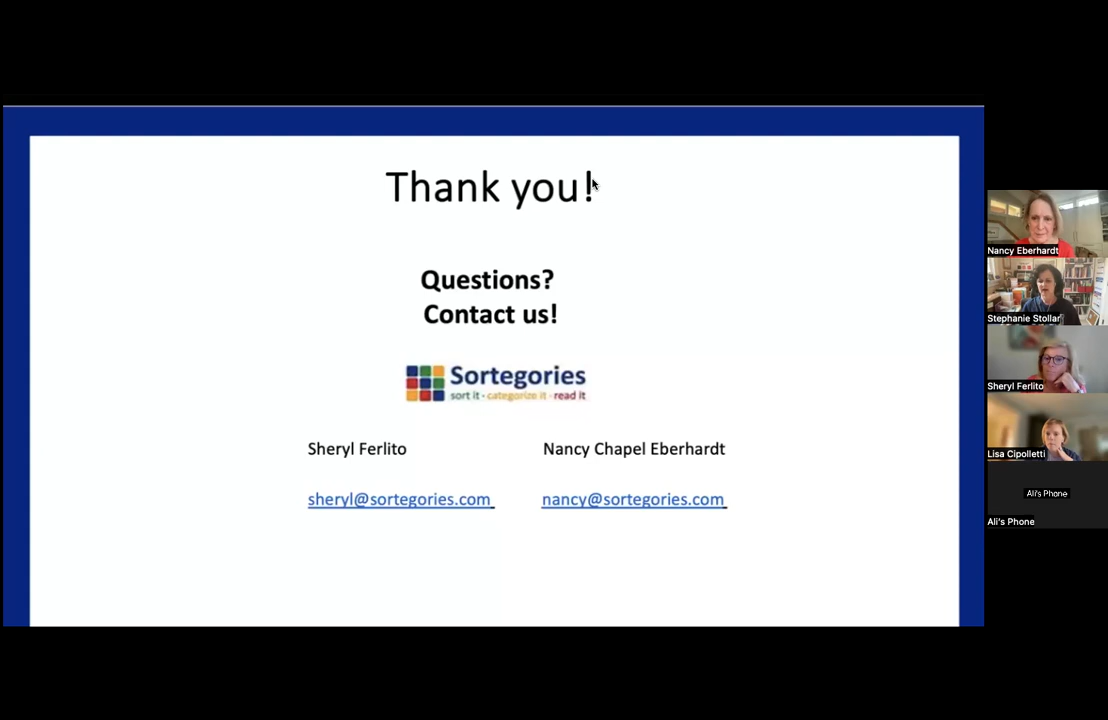 Thank you!
Questions?
Contact us!
Sortegories
sort it · categorize it · read it
Sheryl Ferlito
Nancy Chapel Eberhardt
sheryl@sortegories.com
nancy@sortegories.com
Nancy Eberhardt
Stephanie Stollar
Sheryl Ferlito
Lisa Cipolletti
Ali's Phone
Ali's Phone